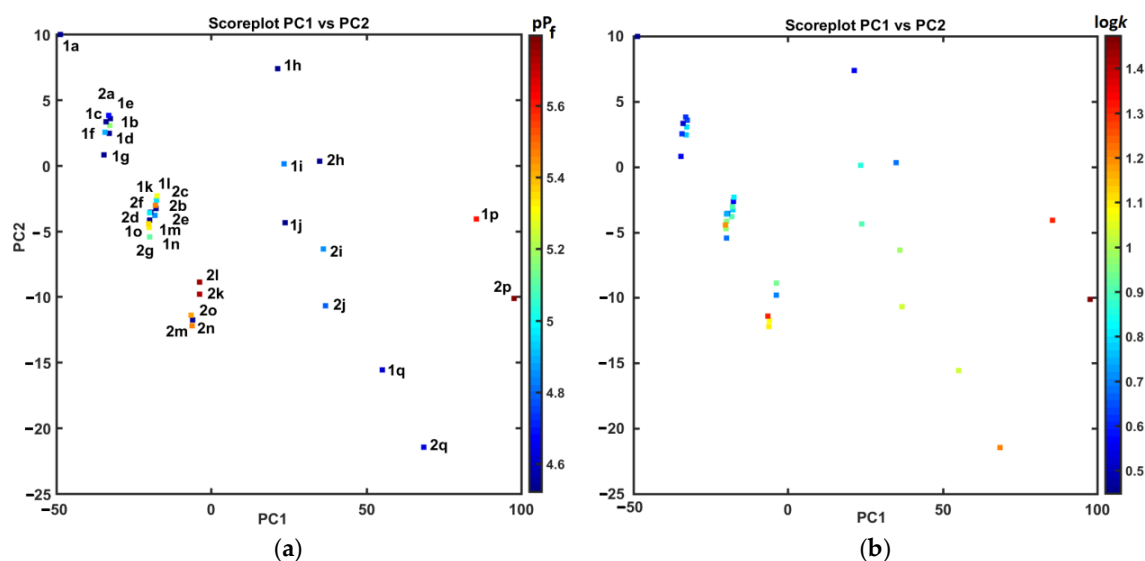 Scoreplot PC1 vs PC2
pPf
10
5
0
−5
−10
−15
−20
−25
PC2
1a
1h
2a
1e
1c
1b
1f
1d
1g
1i
2h
1l
1k
2c
2f
2b
2d
2e
1o
1m
2g
1n
1j
1p
2i
2l
2k
2p
2o
2j
2m
2n
1q
2q
−50
0
50
100
PC1
5.6
5.4
5.2
5
4.8
4.6
(a)
Scoreplot PC1 vs PC2
logk
10
5
0
−5
−10
−15
−20
−25
−50
0
50
100
PC1
1.4
1.3
1.2
1.1
1
0.9
0.8
0.7
0.6
0.5
(b)